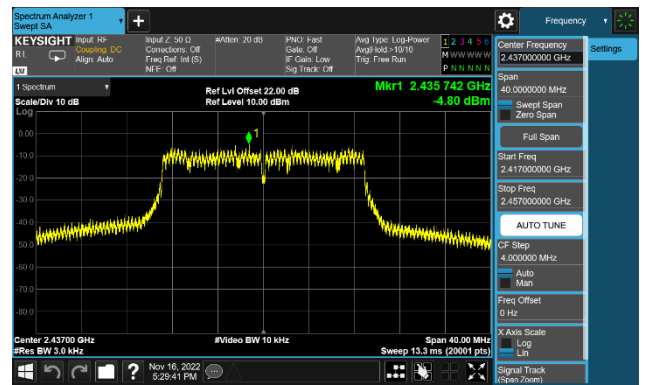 Spectrum Analyzer 1
Swept SA
Frequency
KEYSIGHT
RL
Input: RF
Coupling: DC
Align: Auto
Input Z: 50 Ω
Corrections: Off
Freq Ref: Int (S)
NFE: Off
#Atten: 20 dB
PNO: Fast
Gate: Off
IF Gain: Low
Sig Track: Off
Avg Type: Log-Power
Avg|Hold:>10/10
Trig: Free Run
1 2 3 4 5 6
M W W W W W
P N N N N N
LXI
Center Frequency
2.437000000 GHz
Settings
1 Spectrum
Scale/Div 10 dB
Log
Ref Lvl Offset 22.00 dB
Ref Level 10.00 dBm
Mkr1 2.435 742 GHz
-4.80 dBm
Span
40.0000000 MHz
Swept Span
Zero Span
Full Span
Start Freq
2.417000000 GHz
Stop Freq
2.457000000 GHz
AUTO TUNE
CF Step
4.000000 MHz
Auto
Man
Freq Offset
0 Hz
X Axis Scale
Log
Lin
Signal Track
(Span Zoom)
1
0.00
-10.0
-20.0
-30.0
-40.0
-50.0
-60.0
-70.0
-80.0
Center 2.43700 GHz
#Res BW 3.0 kHz
#Video BW 10 kHz
Span 40.00 MHz
Sweep 13.3 ms (20001 pts)
?
Nov 16, 2022
5:29:41 PM